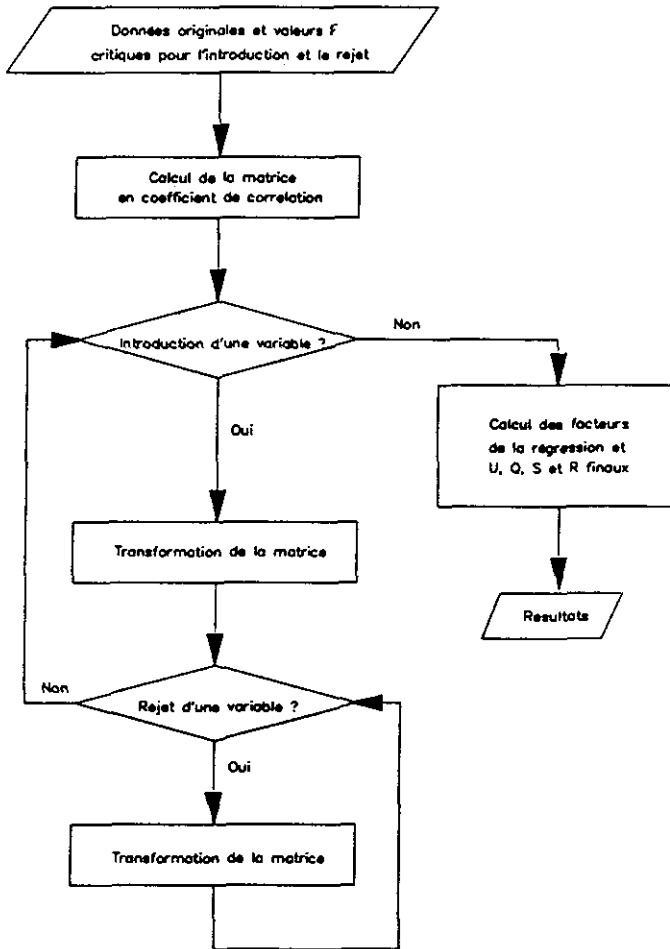 Données originales et valeurs F
critiques pour l'introduction et le rejet
Calcul de la matrice
en coefficient de correlation
Introduction d'une variable ?
Non
Oui
Calcul des facteurs
de la régression et
U, Q, S et R finaux
Transformation de la matrice
Resultats
Non
Rejet d'une variable ?
Oui
Transformation de la matrice